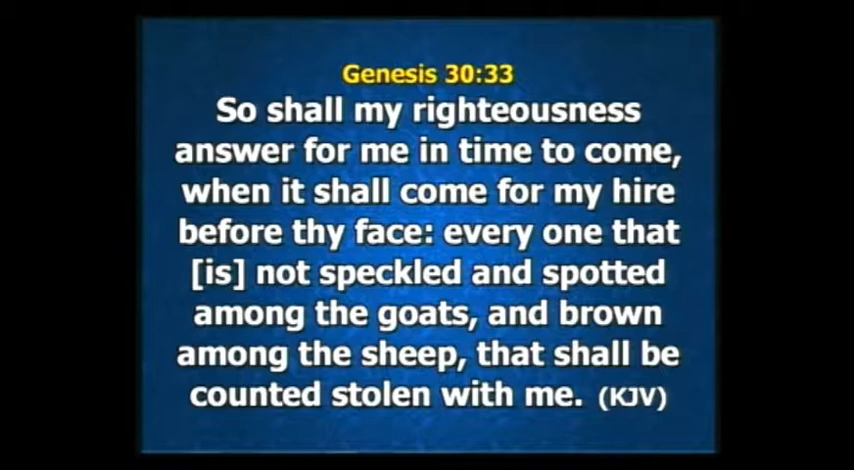 Genesis 30:33
So shall my righteousness
answer for me in time to come,
when it shall come for my hire
before thy face: every one that
[is] not speckled and spotted
among the goats, and brown
among the sheep, that shall be
counted stolen with me. (KJV)